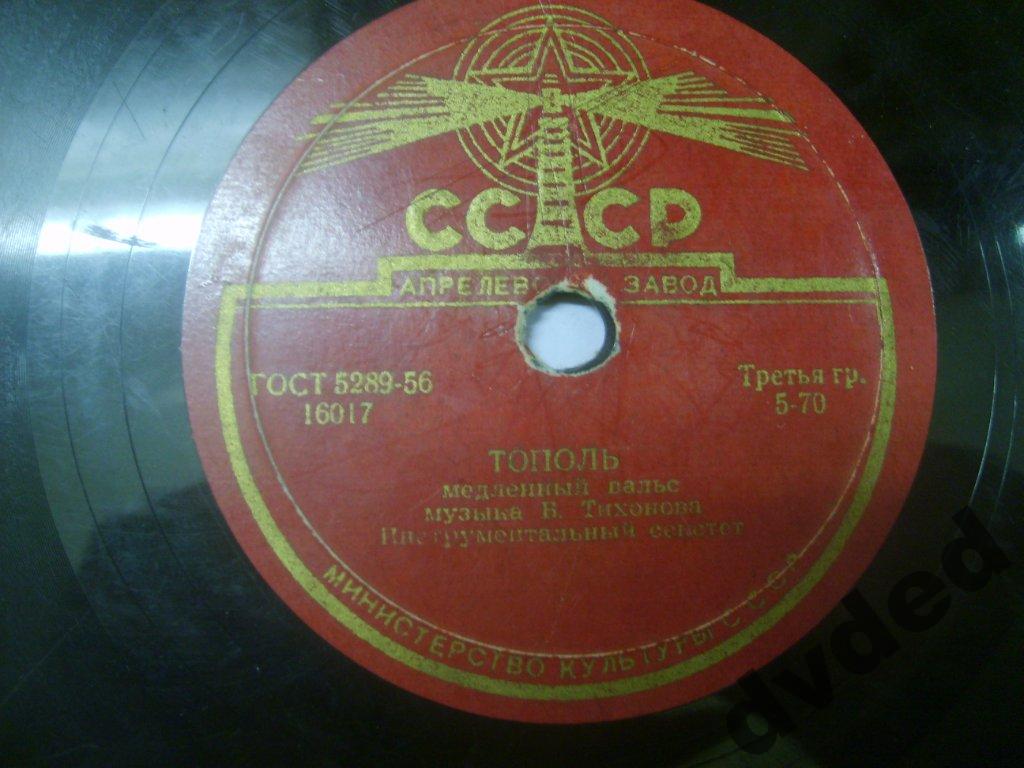 СССР
АПРЕЛЕВС ЗАВОД
ГОСТ 5289-56
16017
Третья гр.
5-70
ТОПОЛЬ
медленный вальс
музыка Б. Тихонова
Инструментальный секстет
МИНИСТЕРСТВО КУЛЬТУРЫ СССР
dvded